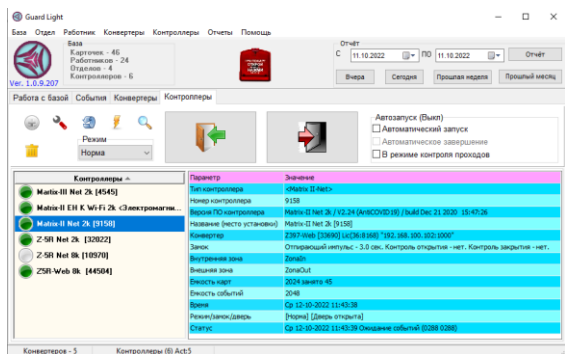 Guard Light
База Отдел Работник Конвертеры Контроллеры Отчеты Помощь
База
Карточек - 46
Работников - 24
Отделов - 4
Контроллеров - 6
Ver. 1.0.9.207
Отчёт
С 11.10.2022 ПО 11.10.2022 Отчёт
Вчера Сегодня Прошлая неделя Прошлый месяц
Работа с базой События Конвертеры Контроллеры
Режим
Норма
Автозапуск (Выкл)
Автоматический запуск
Автоматическое завершение
В режиме контроля проходов
Контроллеры
Matrix-III Net 2k [4545]
Matrix-II EH K Wi-Fi 2k <Электромагни...
Matrix-II Net 2k [9158]
Z-5R Net 2k [32022]
Z-5R Net 8k [10970]
Z5R-Web 8k [44504]
Параметр Значение
Тип контроллера <Matrix II-Net>
Номер контроллера 9158
Версия ПО контроллера Matrix-II Net 2k / V2.24 (AntiCOVID19) / build Dec 21 2020 15:47:26
Название (место установки) Matrix-II Net 2k [9158]
Конвертер Z397-Web [33690] Lic[36:8168] "192.168.100.102:1000"
Замок Отпирающий импульс - 3.0 сек. Контроль открытия - нет. Контроль закрытия - нет.
Внутренняя зона ZonaIn
Внешняя зона ZonaOut
Емкость карт 2024 занято 45
Емкость событий 2048
Время Ср 12-10-2022 11:43:38
Режим/замок/дверь [Норма] [Дверь открыта]
Статус Ср 12-10-2022 11:43:39 Ожидание событий (0288 0288)
Конвертеров - 5 Контроллеры (6) Act:5